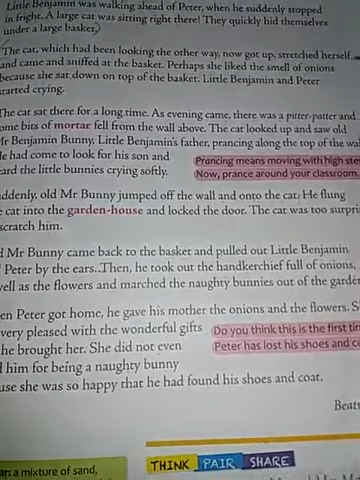 Little Benjamin was walking ahead of Peter, when he suddenly stopped
in fright. A large cat was sitting right there! They quickly hid themselves
under a large basket.
The cat, which had been looking the other way, now got up, stretched herself,
and came and sniffed at the basket. Perhaps she liked the smell of onions
because she sat down on top of the basket. Little Benjamin and Peter
started crying.
The cat sat there for a long time. As evening came, there was a pitter-patter and
ome bits of mortar fell from the wall above. The cat looked up and saw old
Mr Benjamin Bunny, Little Benjamin's father, prancing along the top of the wa
He had come to look for his son and
eard the little bunnies crying softly.
Prancing means moving with high ste
Now, prance around your classroom.
ddenly, old Mr Bunny jumped off the wall and onto the cat. He flung
e cat into the garden-house and locked the door. The cat was too surpri
scratch him.
d Mr Bunny came back to the basket and pulled out Little Benjamin
Peter by the ears. Then, he took out the handkerchief full of onions,
vell as the flowers and marched the naughty bunnies out of the garde
en Peter got home, he gave his mother the onions and the flowers. S
very pleased with the wonderful gifts
he brought her. She did not even
d him for being a naughty bunny
use she was so happy that he had found his shoes and coat.
Do you think this is the first tim
Peter has lost his shoes and co
Beatr
THINK PAIR SHARE
ar: a mixture of sand,